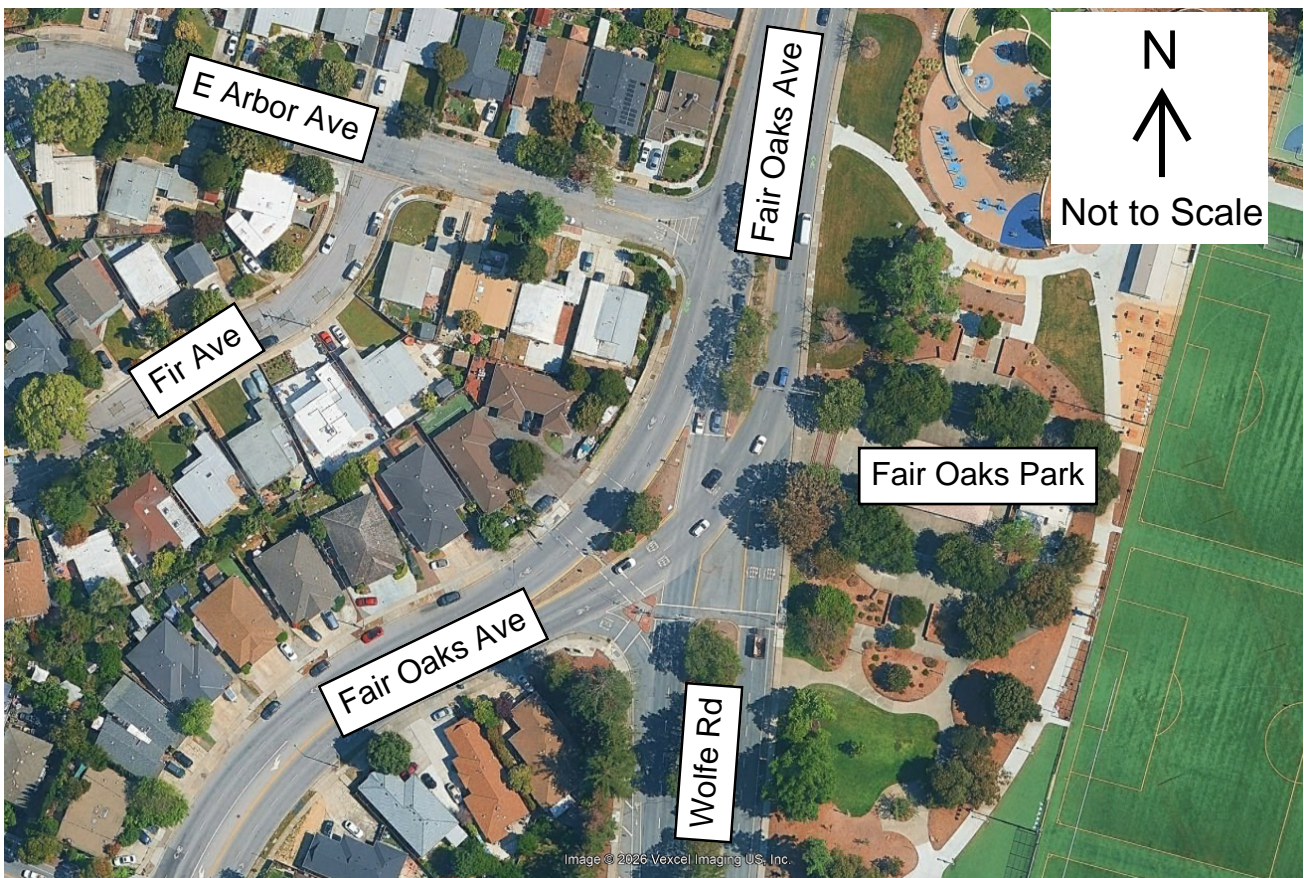 E Arbor Ave
Fair Oaks Ave
N
Not to Scale
Fir Ave
Fair Oaks Park
KEEP
Fair Oaks Ave
Wolfe Rd
Image © 2026 Vexcel Imaging US, Inc.